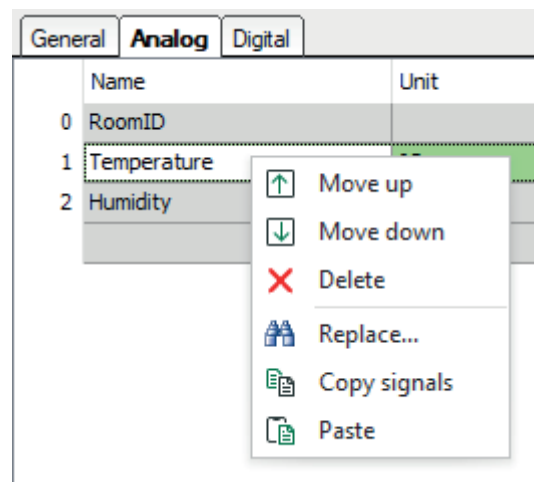 General Analog Digital
Name Unit
0 RoomID
1 Temperature
2 Humidity
Move up
Move down
Delete
Replace...
Copy signals
Paste